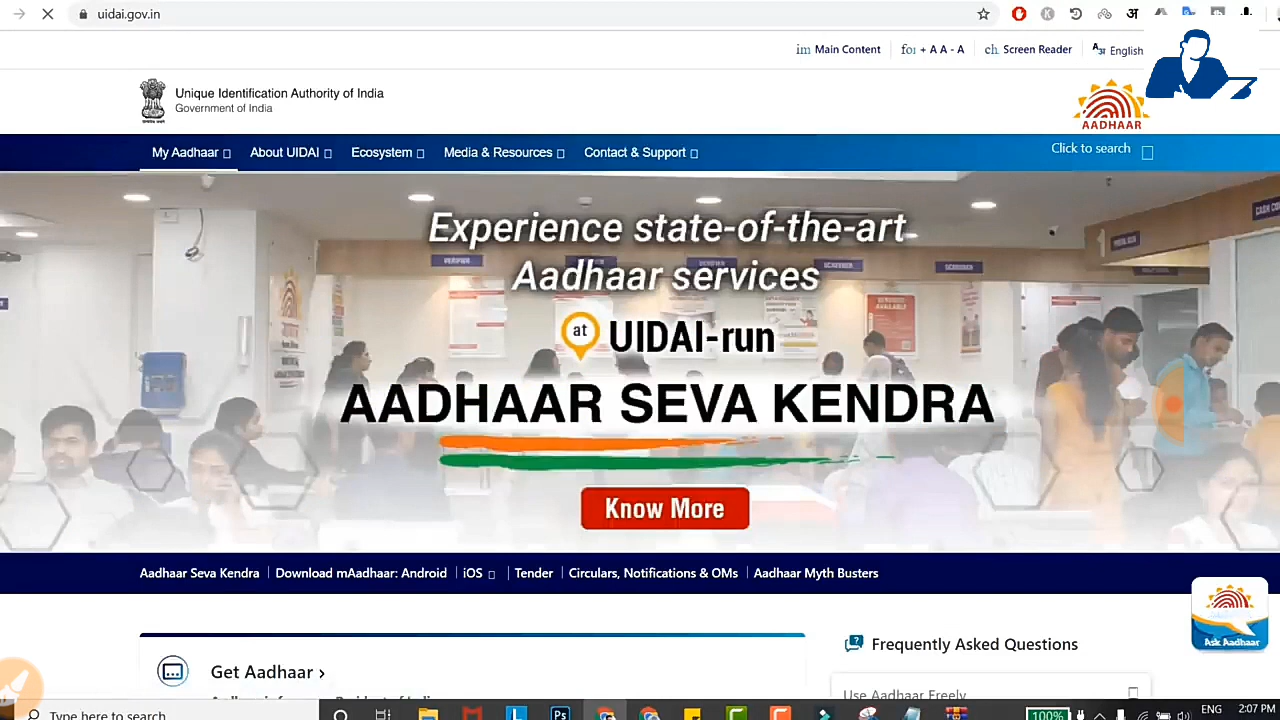 uidai.gov.in
Main Content
+ A A - A
Screen Reader
English
Unique Identification Authority of India
Government of India
AADHAAR
My Aadhaar
About UIDAI
Ecosystem
Media & Resources
Contact & Support
Click to search
Experience state-of-the-art
Aadhaar services
at UIDAI-run
AADHAAR SEVA KENDRA
Know More
Aadhaar Seva Kendra
Download mAadhaar: Android
iOS
Tender
Circulars, Notifications & OMs
Aadhaar Myth Busters
Ask Aadhaar
Get Aadhaar ›
Frequently Asked Questions
Use Aadhaar Freely
Type here to search
100%
ENG
2:07 PM